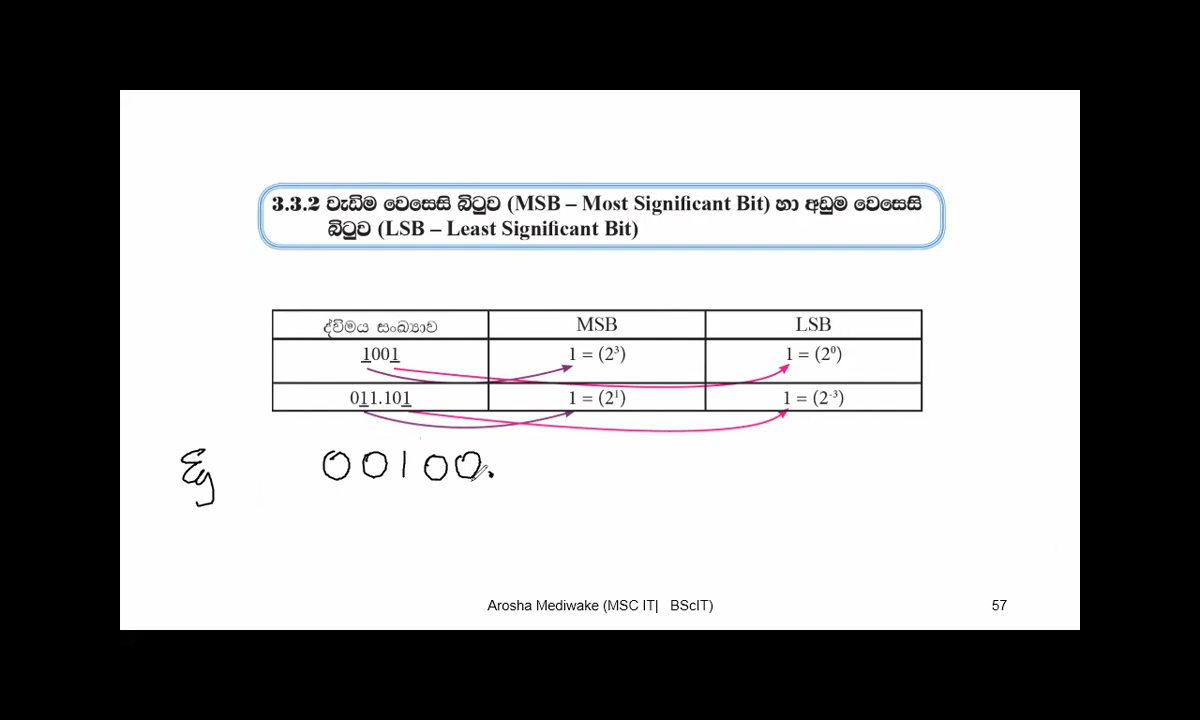 3.3.2 වැඩිම වෙසෙසි බිටුව (MSB – Most Significant Bit) හා අඩුම වෙසෙසි
බිටුව (LSB – Least Significant Bit)
ද්විමය සංඛ්‍යාව MSB LSB
1001 1 = (2³) 1 = (2⁰)
011.101 1 = (2¹) 1 = (2⁻³)
Eg 00100.
Arosha Mediwake (MSC IT| BScIT) 57